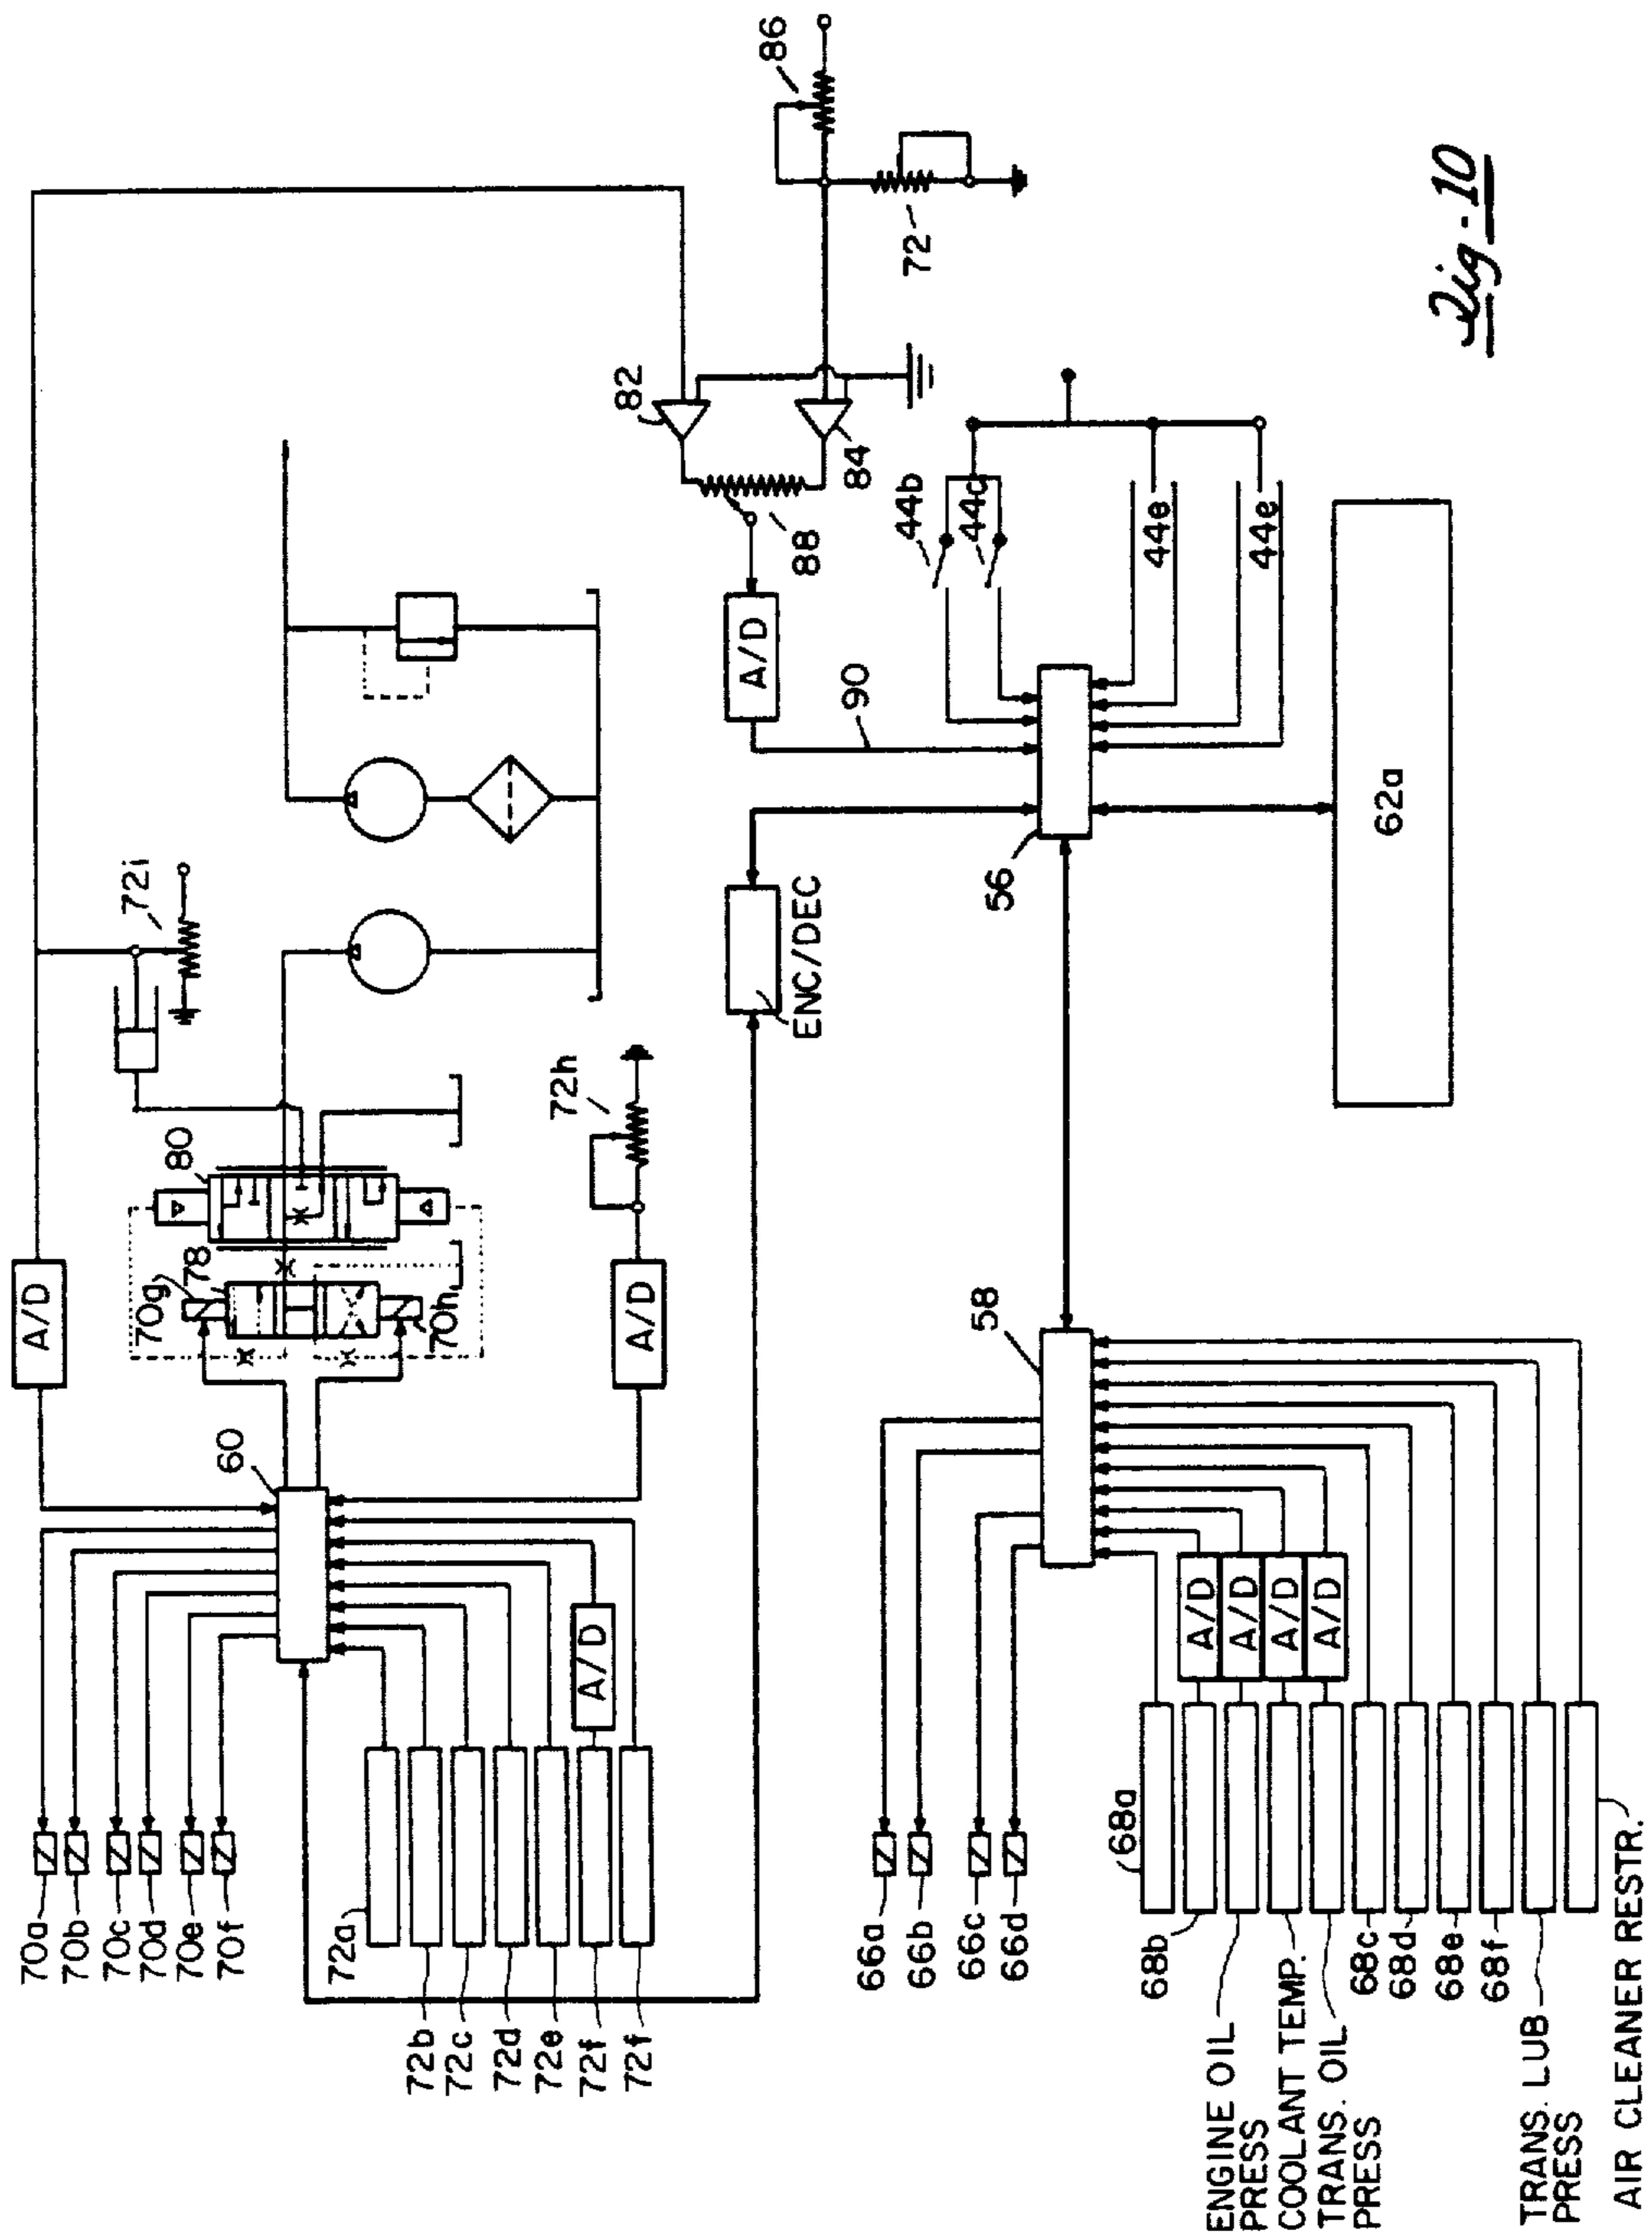 70a
70b
70c
70d
70e
70f
A/D
60
70g
78
70h
80
72i
A/D
72h
72a
72b
72c
72d
72e
72f
72f
A/D
82
84
86
72
88
A/D
90
ENC/DEC
44b
44e
44e
56
62a
58
66a
66b
66c
66d
A/D
A/D
A/D
A/D
68a
68b
ENGINE OIL
PRESS
COOLANT TEMP.
TRANS. OIL
PRESS
68c
68d
68e
68f
TRANS. LUB
PRESS
AIR CLEANER RESTR.
Fig-10